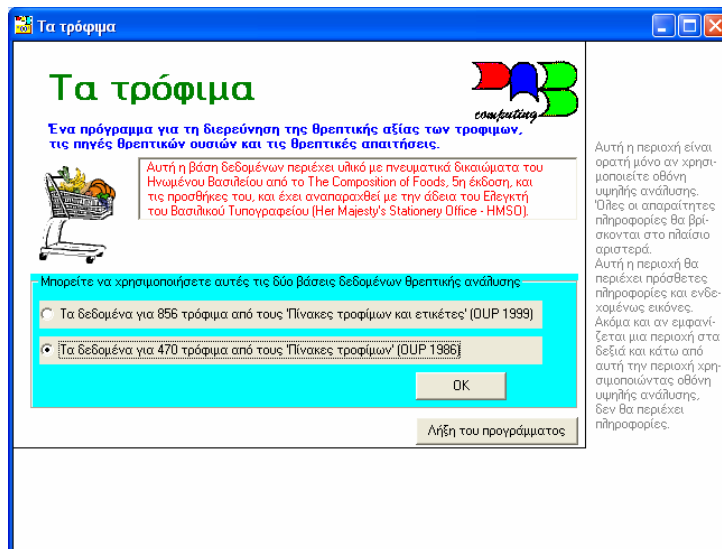 Τα τρόφιμα
Τα τρόφιμα
computing
Ένα πρόγραμμα για τη διερεύνηση της θρεπτικής αξίας των τροφίμων,
τις πηγές θρεπτικών ουσιών και τις θρεπτικές απαιτήσεις.
Αυτή η βάση δεδομένων περιέχει υλικό με πνευματικά δικαιώματα του
Ηνωμένου Βασιλείου από το The Composition of Foods, 5η έκδοση, και
τις προσθήκες του, και έχει αναπαραχθεί με την άδεια του Ελεγκτή
του Βασιλικού Τυπογραφείου (Her Majesty's Stationery Office - HMSO).
Μπορείτε να χρησιμοποιήσετε αυτές τις δύο βάσεις δεδομένων θρεπτικής ανάλυσης
Τα δεδομένα για 856 τρόφιμα από τους 'Πίνακες τροφίμων και ετικέτες' (OUP 1999)
Τα δεδομένα για 470 τρόφιμα από τους 'Πίνακες τροφίμων' (OUP 1986)
OK
Λήξη του προγράμματος
Αυτή η περιοχή είναι
ορατή μόνο αν χρησι-
μοποιείτε οθόνη
υψηλής ανάλυσης.
Όλες οι απαραίτητες
πληροφορίες θα βρί-
σκονται στο πλαίσιο
αριστερά.
Αυτή η περιοχή θα
περιέχει πρόσθετες
πληροφορίες και ενδε-
χομένως εικόνες.
Ακόμα και αν εμφανί-
ζεται μια περιοχή στα
δεξιά και κάτω από
αυτή την περιοχή χρη-
σιμοποιώντας οθόνη
υψηλής ανάλυσης,
δεν θα περιέχει
πληροφορίες.